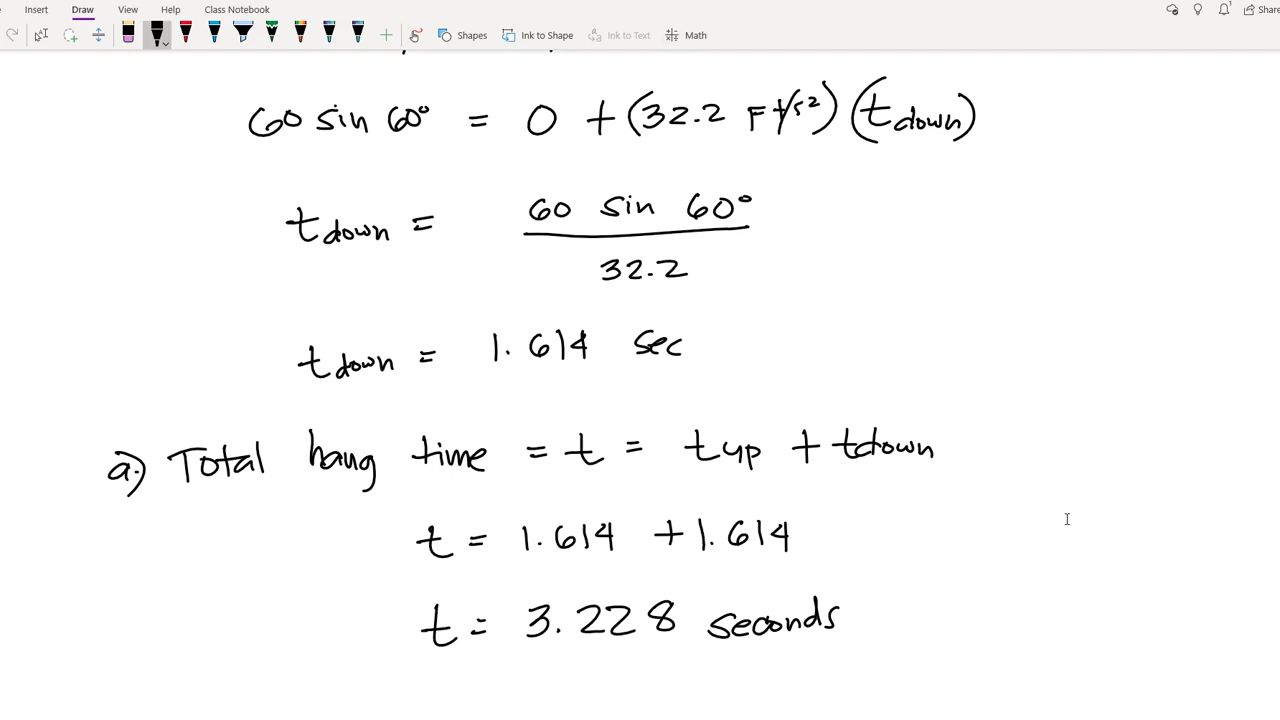 Insert Draw View Help Class Notebook
Share
Shapes Ink to Shape Ink to Text Math
60 sin 60° = 0 + (32.2 Ft/s²) (tdown)
tdown = 60 sin 60°
32.2
tdown = 1.614 sec
a.) Total hang time = t = tup + tdown
t = 1.614 + 1.614
t = 3.228 seconds